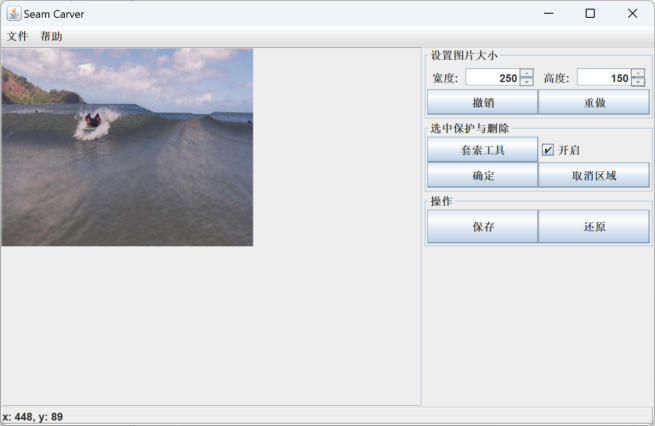 Seam Carver
文件 帮助
设置图片大小
宽度: 250 高度: 150
撤销 重做
选中保护与删除
套索工具 开启
确定 取消区域
操作
保存 还原
x: 448, y: 89